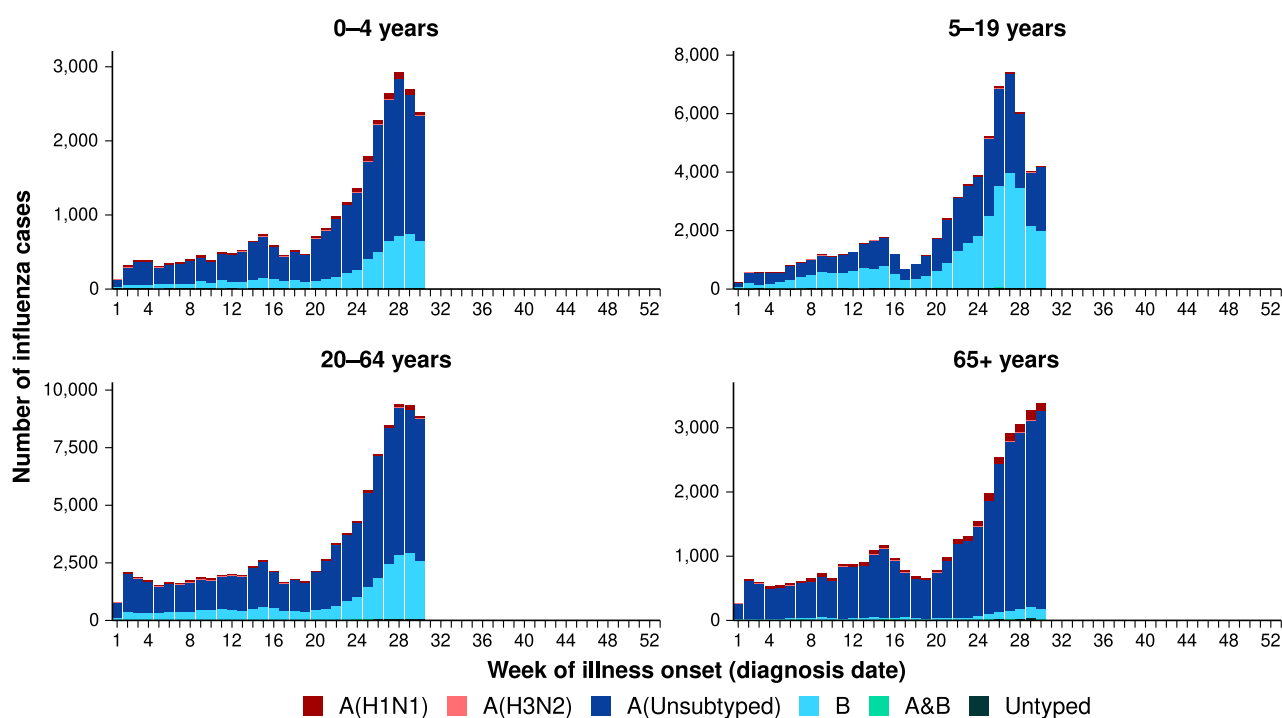 0–4 years
5–19 years
Number of influenza cases
3,000
2,000
1,000
0
1 4 8 12 16 20 24 28 32 36 40 44 48 52
8,000
6,000
4,000
2,000
0
1 4 8 12 16 20 24 28 32 36 40 44 48 52
20–64 years
65+ years
10,000
7,500
5,000
2,500
0
1 4 8 12 16 20 24 28 32 36 40 44 48 52
3,000
2,000
1,000
0
1 4 8 12 16 20 24 28 32 36 40 44 48 52
Week of illness onset (diagnosis date)
A(H1N1) A(H3N2) A(Unsubtyped) B A&B Untyped